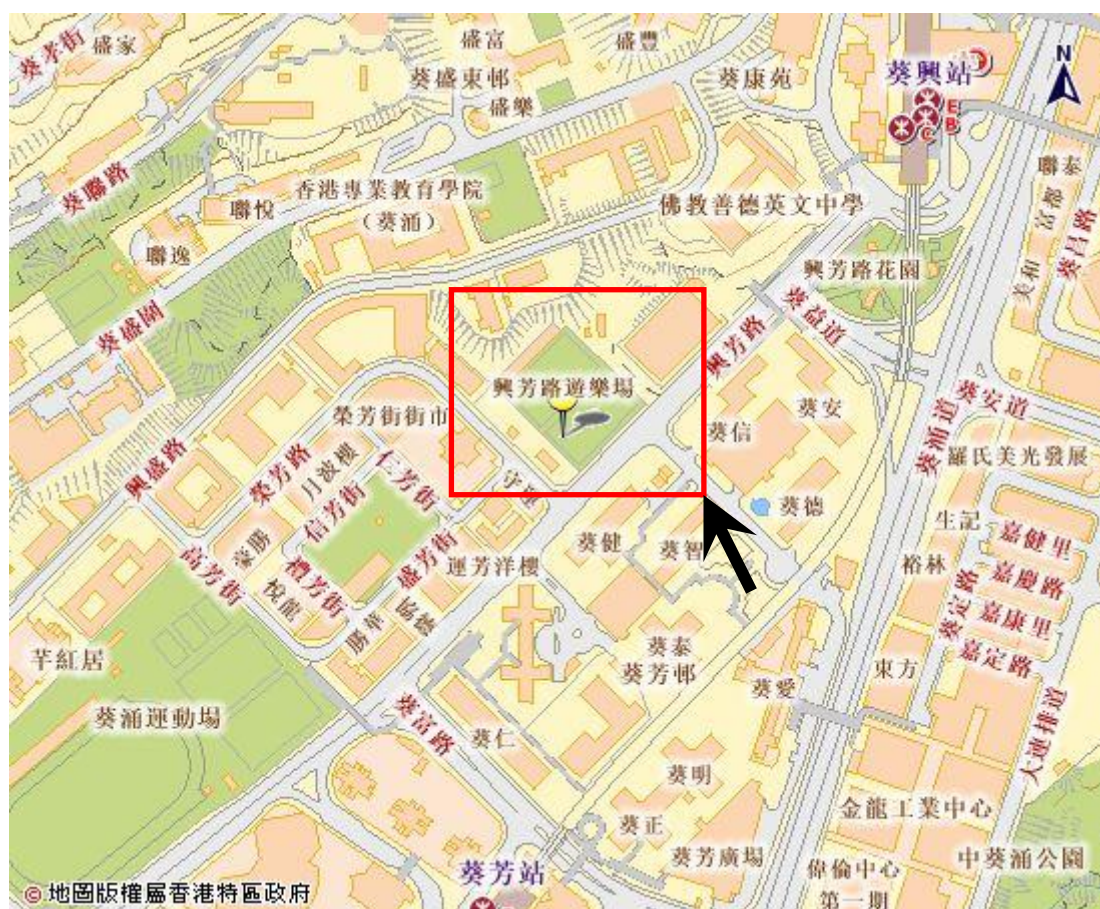 葵孝街
盛家
盛富
盛豐
葵盛東邨
盛樂
葵康苑
葵興站
N
E
B
C
葵聯路
聯悅
香港專業教育學院
（葵涌）
佛教善德英文中學
聯泰
富都
葵昌路
美和
聯逸
興芳路花園
葵盛圍
葵益道
興芳路
興芳路遊樂場
葵安
葵信
葵安道
葵涌道
羅氏美光發展
榮芳街街市
興盛路
榮芳路
月波樓
仁芳街
信芳街
葵德
生記
嘉健里
豪勝
高芳街
悅龍
禮芳街
盛芳街
運芳洋樓
葵健
葵智
裕林
嘉慶路
葵定路
嘉康里
嘉定路
勝華
協德
芊紅居
葵泰
葵芳邨
葵愛
東方
葵涌運動場
葵富路
葵仁
大連排道
葵明
金龍工業中心
葵正
葵芳廣場
葵芳站
偉倫中心
第一期
中葵涌公園
©地圖版權屬香港特區政府